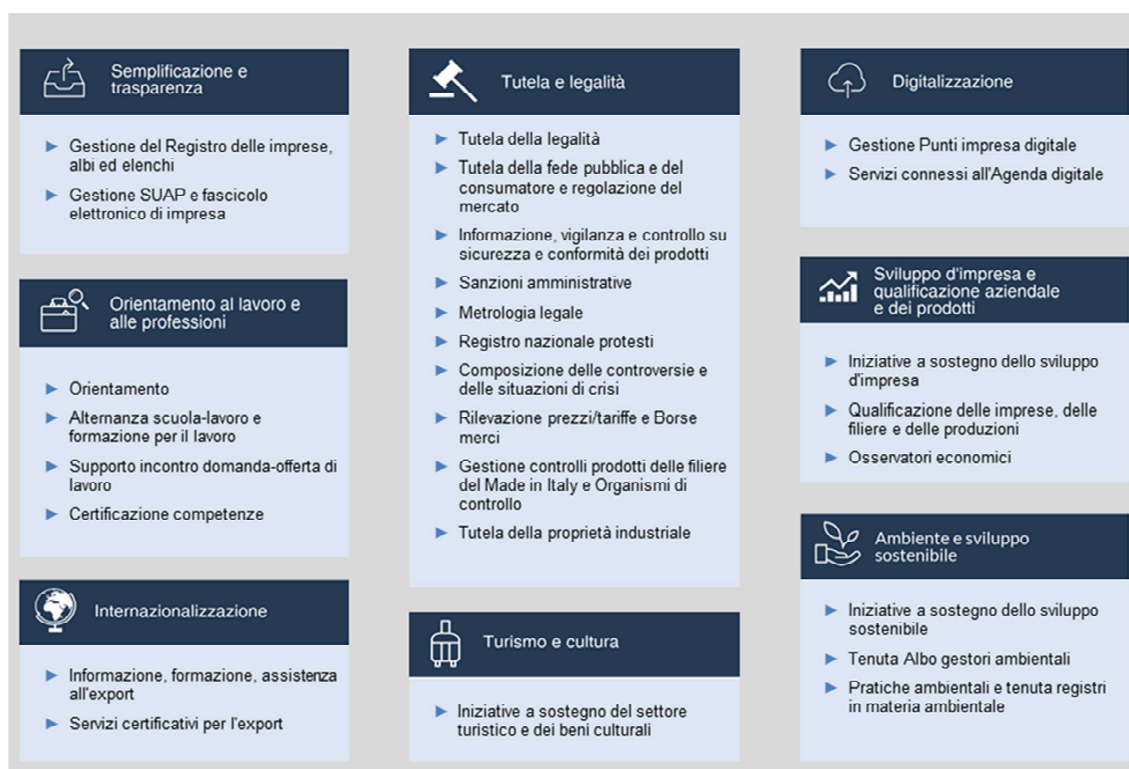 Semplificazione e
trasparenza
Gestione del Registro delle imprese,
albi ed elenchi
Gestione SUAP e fascicolo
elettronico di impresa
Orientamento al lavoro e
alle professioni
Orientamento
Alternanza scuola-lavoro e
formazione per il lavoro
Supporto incontro domanda-offerta di
lavoro
Certificazione competenze
Internazionalizzazione
Informazione, formazione, assistenza
all'export
Servizi certificativi per l'export
Tutela e legalità
Tutela della legalità
Tutela della fede pubblica e del
consumatore e regolazione del
mercato
Informazione, vigilanza e controllo su
sicurezza e conformità dei prodotti
Sanzioni amministrative
Metrologia legale
Registro nazionale protesti
Composizione delle controversie e
delle situazioni di crisi
Rilevazione prezzi/tariffe e Borse
merci
Gestione controlli prodotti delle filiere
del Made in Italy e Organismi di
controllo
Tutela della proprietà industriale
Turismo e cultura
Iniziative a sostegno del settore
turistico e dei beni culturali
Digitalizzazione
Gestione Punti impresa digitale
Servizi connessi all'Agenda digitale
Sviluppo d'impresa e
qualificazione aziendale
e dei prodotti
Iniziative a sostegno dello sviluppo
d'impresa
Qualificazione delle imprese, delle
filiere e delle produzioni
Osservatori economici
Ambiente e sviluppo
sostenibile
Iniziative a sostegno dello sviluppo
sostenibile
Tenuta Albo gestori ambientali
Pratiche ambientali e tenuta registri
in materia ambientale